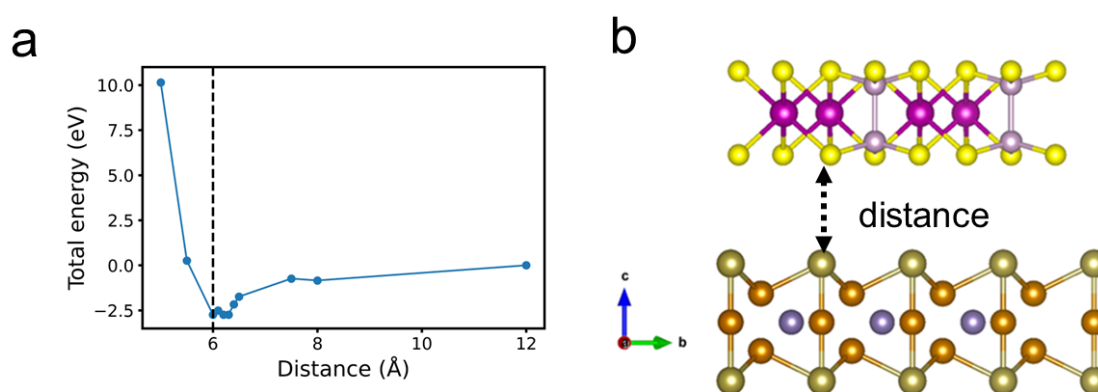 a
10.0
7.5
5.0
2.5
0.0
−2.5
Total energy (eV)
6
8
10
12
Distance (Å)
b
distance
c
a
b